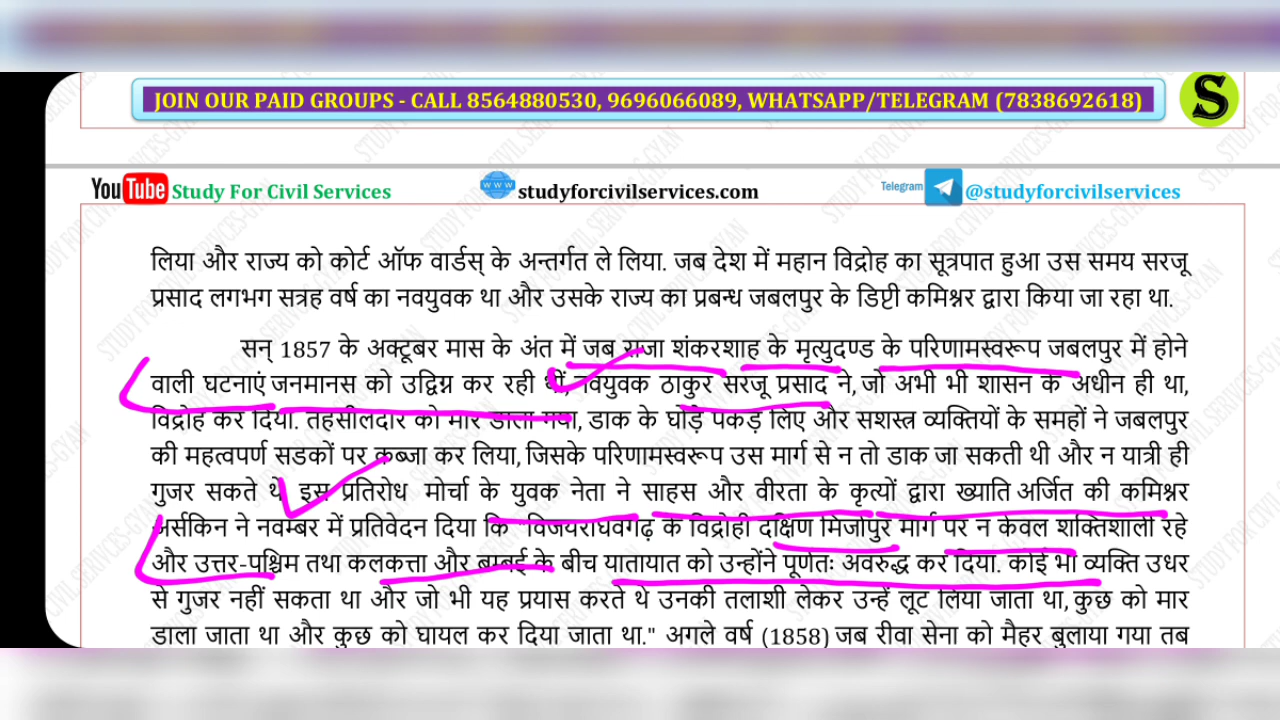 JOIN OUR PAID GROUPS - CALL 8564880530, 9696066089, WHATSAPP/TELEGRAM (7838692618)
S
YouTube Study For Civil Services
WWW studyforcivilservices.com
Telegram @studyforcivilservices
लिया और राज्य को कोर्ट ऑफ वार्डस् के अन्तर्गत ले लिया. जब देश में महान विद्रोह का सूत्रपात हुआ उस समय सरजू
प्रसाद लगभग सत्रह वर्ष का नवयुवक था और उसके राज्य का प्रबन्ध जबलपुर के डिप्टी कमिश्नर द्वारा किया जा रहा था.
सन् 1857 के अक्टूबर मास के अंत में जब राजा शंकरशाह के मृत्युदण्ड के परिणामस्वरूप जबलपुर में होने
वाली घटनाएं जनमानस को उद्विग्न कर रही थीं, नवयुवक ठाकुर सरजू प्रसाद ने, जो अभी भी शासन के अधीन ही था,
विद्रोह कर दिया. तहसीलदार को मार डाला गया, डाक के घोड़े पकड़ लिए और सशस्त्र व्यक्तियों के समहों ने जबलपुर
की महत्वपर्ण सडकों पर कब्जा कर लिया, जिसके परिणामस्वरूप उस मार्ग से न तो डाक जा सकती थी और न यात्री ही
गुजर सकते थे. इस प्रतिरोध मोर्चा के युवक नेता ने साहस और वीरता के कृत्यों द्वारा ख्याति अर्जित की कमिश्नर
अर्सकिन ने नवम्बर में प्रतिवेदन दिया कि "विजयराघवगढ़ के विद्रोही दक्षिण मिर्जापुर मार्ग पर न केवल शक्तिशाली रहे
और उत्तर-पश्चिम तथा कलकत्ता और बम्बई के बीच यातायात को उन्होंने पूर्णतः अवरुद्ध कर दिया. कोई भी व्यक्ति उधर
से गुजर नहीं सकता था और जो भी यह प्रयास करते थे उनकी तलाशी लेकर उन्हें लूट लिया जाता था, कुछ को मार
डाला जाता था और कुछ को घायल कर दिया जाता था." अगले वर्ष (1858) जब रीवा सेना को मैहर बुलाया गया तब